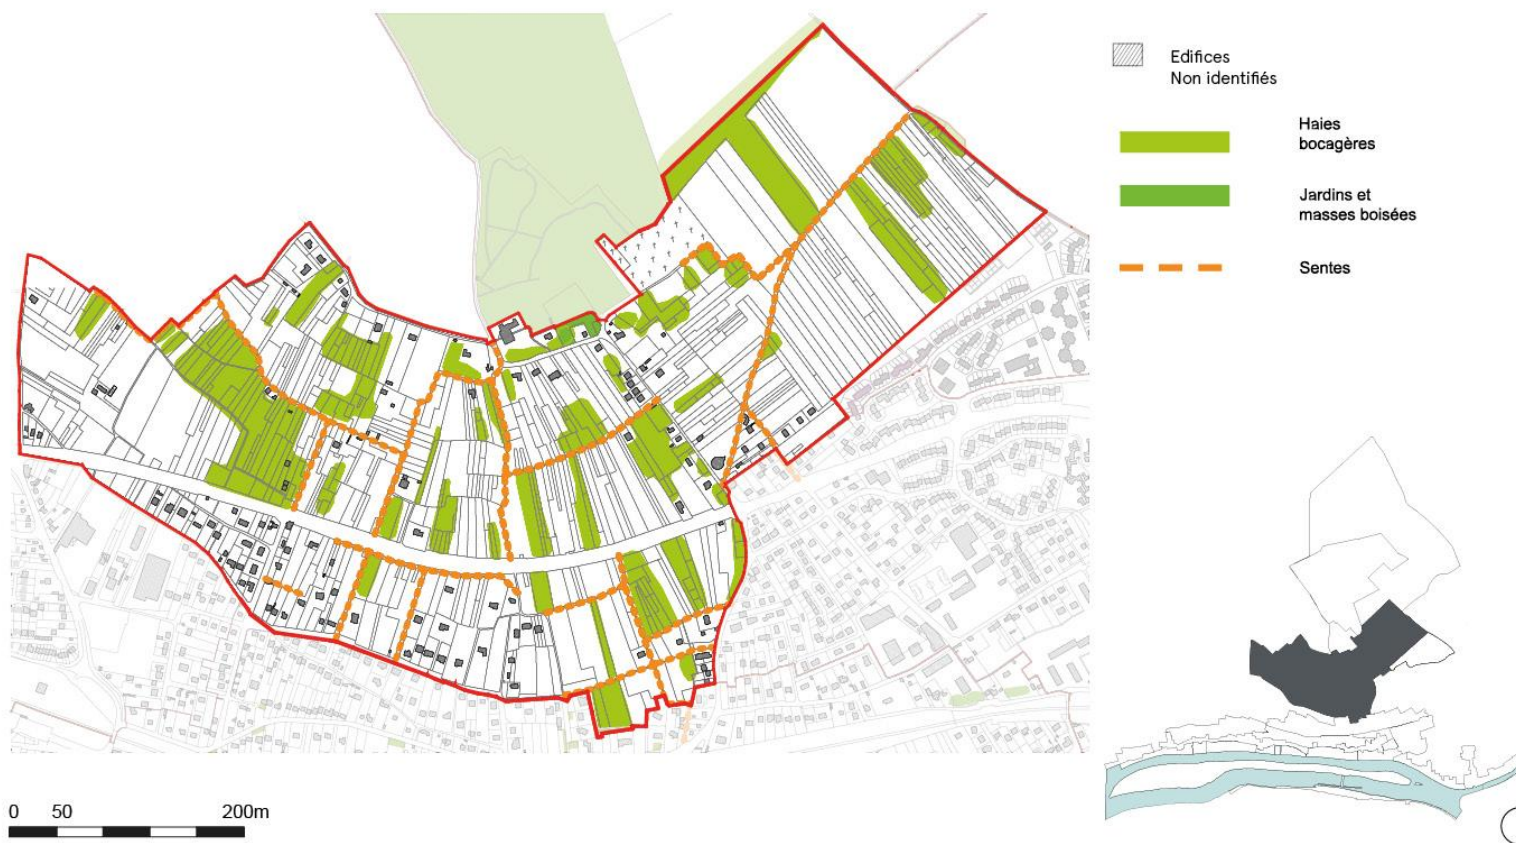 Edifices
Non identifiés
Haies
bocagères
Jardins et
masses boisées
Sentes
0 50 200m